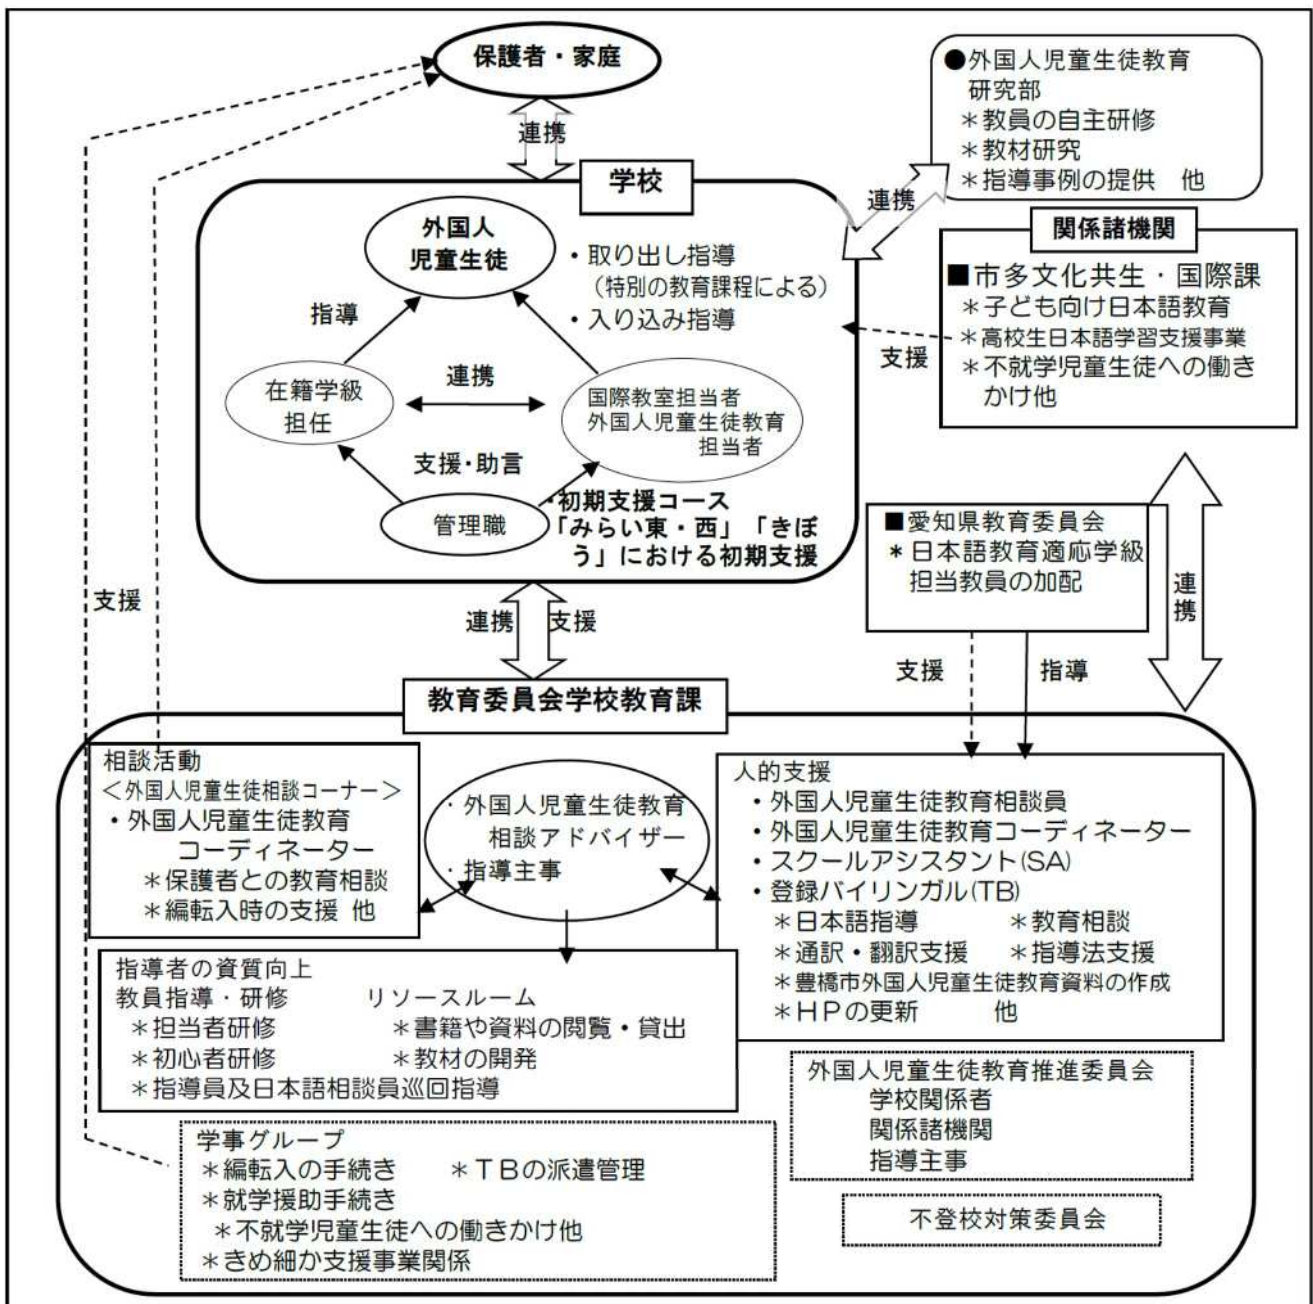 保護者・家庭
連携
●外国人児童生徒教育
研究部
＊教員の自主研修
＊教材研究
＊指導事例の提供　他
連携
学校
外国人
児童生徒
・取り出し指導
（特別の教育課程による）
・入り込み指導
指導
連携
在籍学級
担任
国際教室担当者
外国人児童生徒教育
担当者
支援・助言
管理職
・初期支援コース
「みらい東・西」「きぼ
う」における初期支援
関係諸機関
■市多文化共生・国際課
＊子ども向け日本語教育
＊高校生日本語学習支援事業
＊不就学児童生徒への働き
かけ他
支援
■愛知県教育委員会
＊日本語教育適応学級
担当教員の加配
連携
支援
連携　支援
支援　指導
教育委員会学校教育課
相談活動
＜外国人児童生徒相談コーナー＞
・外国人児童生徒教育
コーディネーター
＊保護者との教育相談
＊編転入時の支援 他
・外国人児童生徒教育
相談アドバイザー
・指導主事
人的支援
・外国人児童生徒教育相談員
・外国人児童生徒教育コーディネーター
・スクールアシスタント(SA)
・登録バイリンガル(TB)
＊日本語指導　＊教育相談
＊通訳・翻訳支援　＊指導法支援
＊豊橋市外国人児童生徒教育資料の作成
＊ＨＰの更新　他
指導者の資質向上
教員指導・研修　リソースルーム
＊担当者研修　＊書籍や資料の閲覧・貸出
＊初心者研修　＊教材の開発
＊指導員及日本語相談員巡回指導
学事グループ
＊編転入の手続き　＊ＴＢの派遣管理
＊就学援助手続き
＊不就学児童生徒への働きかけ他
＊きめ細か支援事業関係
外国人児童生徒教育推進委員会
学校関係者
関係諸機関
指導主事
不登校対策委員会